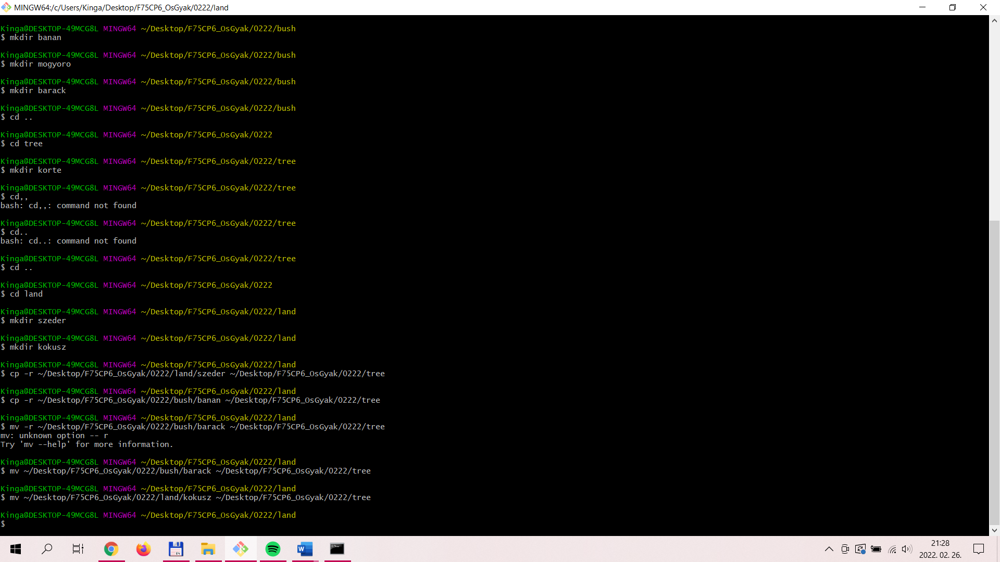 MINGW64:/c/Users/Kinga/Desktop/F75CP6_OsGyak/0222/land
Kinga@DESKTOP-49MCG8L MINGW64 ~/Desktop/F75CP6_OsGyak/0222/bush
$ mkdir banan
Kinga@DESKTOP-49MCG8L MINGW64 ~/Desktop/F75CP6_OsGyak/0222/bush
$ mkdir mogyoro
Kinga@DESKTOP-49MCG8L MINGW64 ~/Desktop/F75CP6_OsGyak/0222/bush
$ mkdir barack
Kinga@DESKTOP-49MCG8L MINGW64 ~/Desktop/F75CP6_OsGyak/0222/bush
$ cd ..
Kinga@DESKTOP-49MCG8L MINGW64 ~/Desktop/F75CP6_OsGyak/0222
$ cd tree
Kinga@DESKTOP-49MCG8L MINGW64 ~/Desktop/F75CP6_OsGyak/0222/tree
$ mkdir korte
Kinga@DESKTOP-49MCG8L MINGW64 ~/Desktop/F75CP6_OsGyak/0222/tree
$ cd,,
bash: cd,,: command not found
Kinga@DESKTOP-49MCG8L MINGW64 ~/Desktop/F75CP6_OsGyak/0222/tree
$ cd..
bash: cd..: command not found
Kinga@DESKTOP-49MCG8L MINGW64 ~/Desktop/F75CP6_OsGyak/0222/tree
$ cd ..
Kinga@DESKTOP-49MCG8L MINGW64 ~/Desktop/F75CP6_OsGyak/0222
$ cd land
Kinga@DESKTOP-49MCG8L MINGW64 ~/Desktop/F75CP6_OsGyak/0222/land
$ mkdir szeder
Kinga@DESKTOP-49MCG8L MINGW64 ~/Desktop/F75CP6_OsGyak/0222/land
$ mkdir kokusz
Kinga@DESKTOP-49MCG8L MINGW64 ~/Desktop/F75CP6_OsGyak/0222/land
$ cp -r ~/Desktop/F75CP6_OsGyak/0222/land/szeder ~/Desktop/F75CP6_OsGyak/0222/tree
Kinga@DESKTOP-49MCG8L MINGW64 ~/Desktop/F75CP6_OsGyak/0222/land
$ cp -r ~/Desktop/F75CP6_OsGyak/0222/bush/banan ~/Desktop/F75CP6_OsGyak/0222/tree
Kinga@DESKTOP-49MCG8L MINGW64 ~/Desktop/F75CP6_OsGyak/0222/land
$ mv -r ~/Desktop/F75CP6_OsGyak/0222/bush/barack ~/Desktop/F75CP6_OsGyak/0222/tree
mv: unknown option -- r
Try 'mv --help' for more information.
Kinga@DESKTOP-49MCG8L MINGW64 ~/Desktop/F75CP6_OsGyak/0222/land
$ mv ~/Desktop/F75CP6_OsGyak/0222/bush/barack ~/Desktop/F75CP6_OsGyak/0222/tree
Kinga@DESKTOP-49MCG8L MINGW64 ~/Desktop/F75CP6_OsGyak/0222/land
$ mv ~/Desktop/F75CP6_OsGyak/0222/land/kokusz ~/Desktop/F75CP6_OsGyak/0222/tree
Kinga@DESKTOP-49MCG8L MINGW64 ~/Desktop/F75CP6_OsGyak/0222/land
$
21:28
2022. 02. 26.